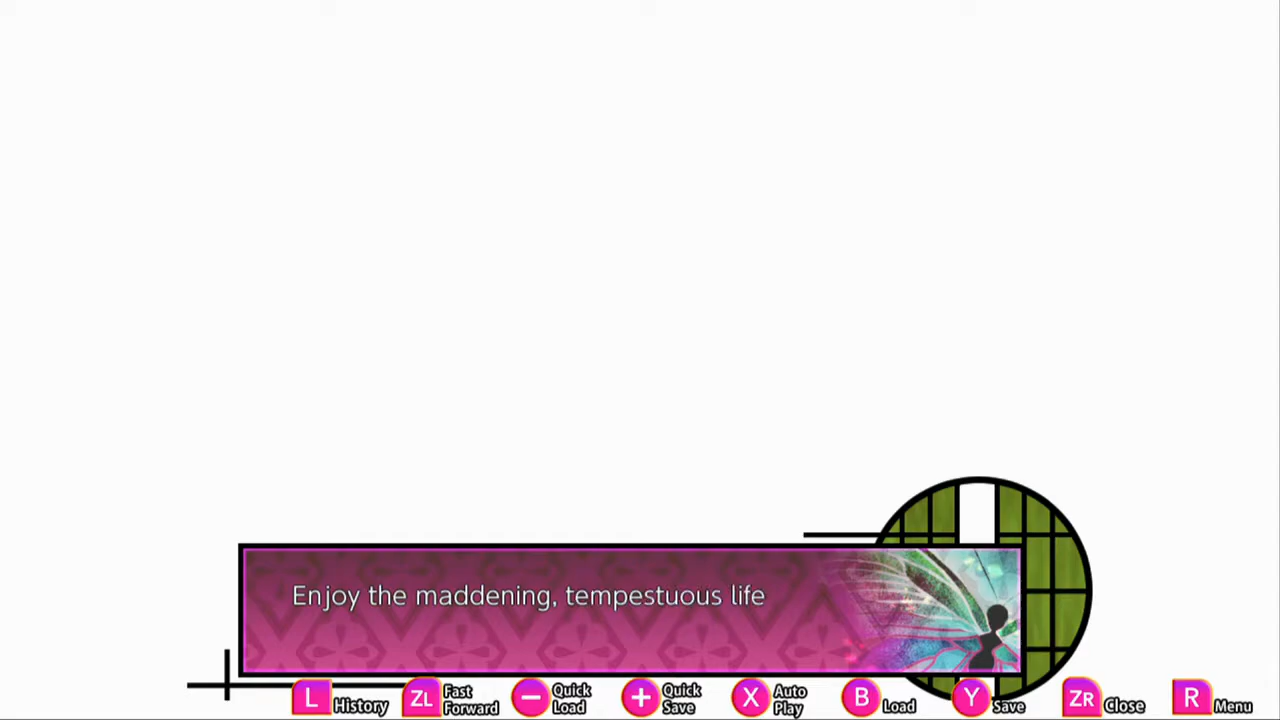 Enjoy the maddening, tempestuous life
L History ZL Fast Forward − Quick Load + Quick Save X Auto Play B Load Y Save ZR Close R Menu